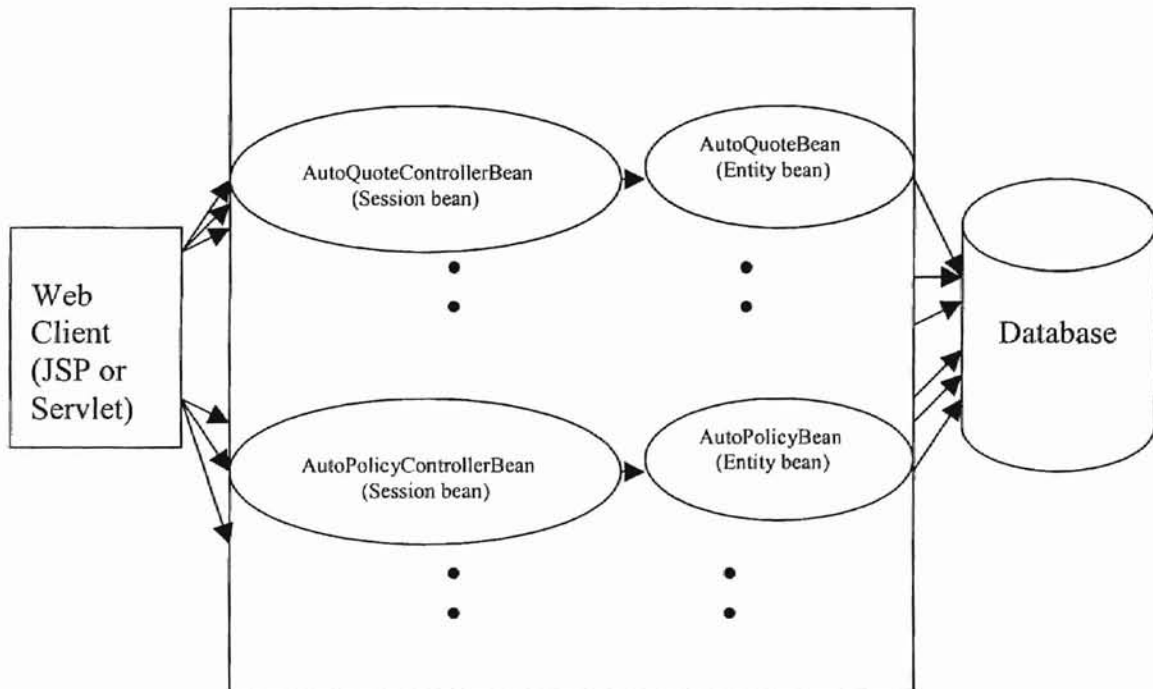 AutoQuoteControllerBean
(Session bean)
AutoQuoteBean
(Entity bean)
Web
Client
(JSP or
Servlet)
Database
AutoPolicyControllerBean
(Session bean)
AutoPolicyBean
(Entity bean)